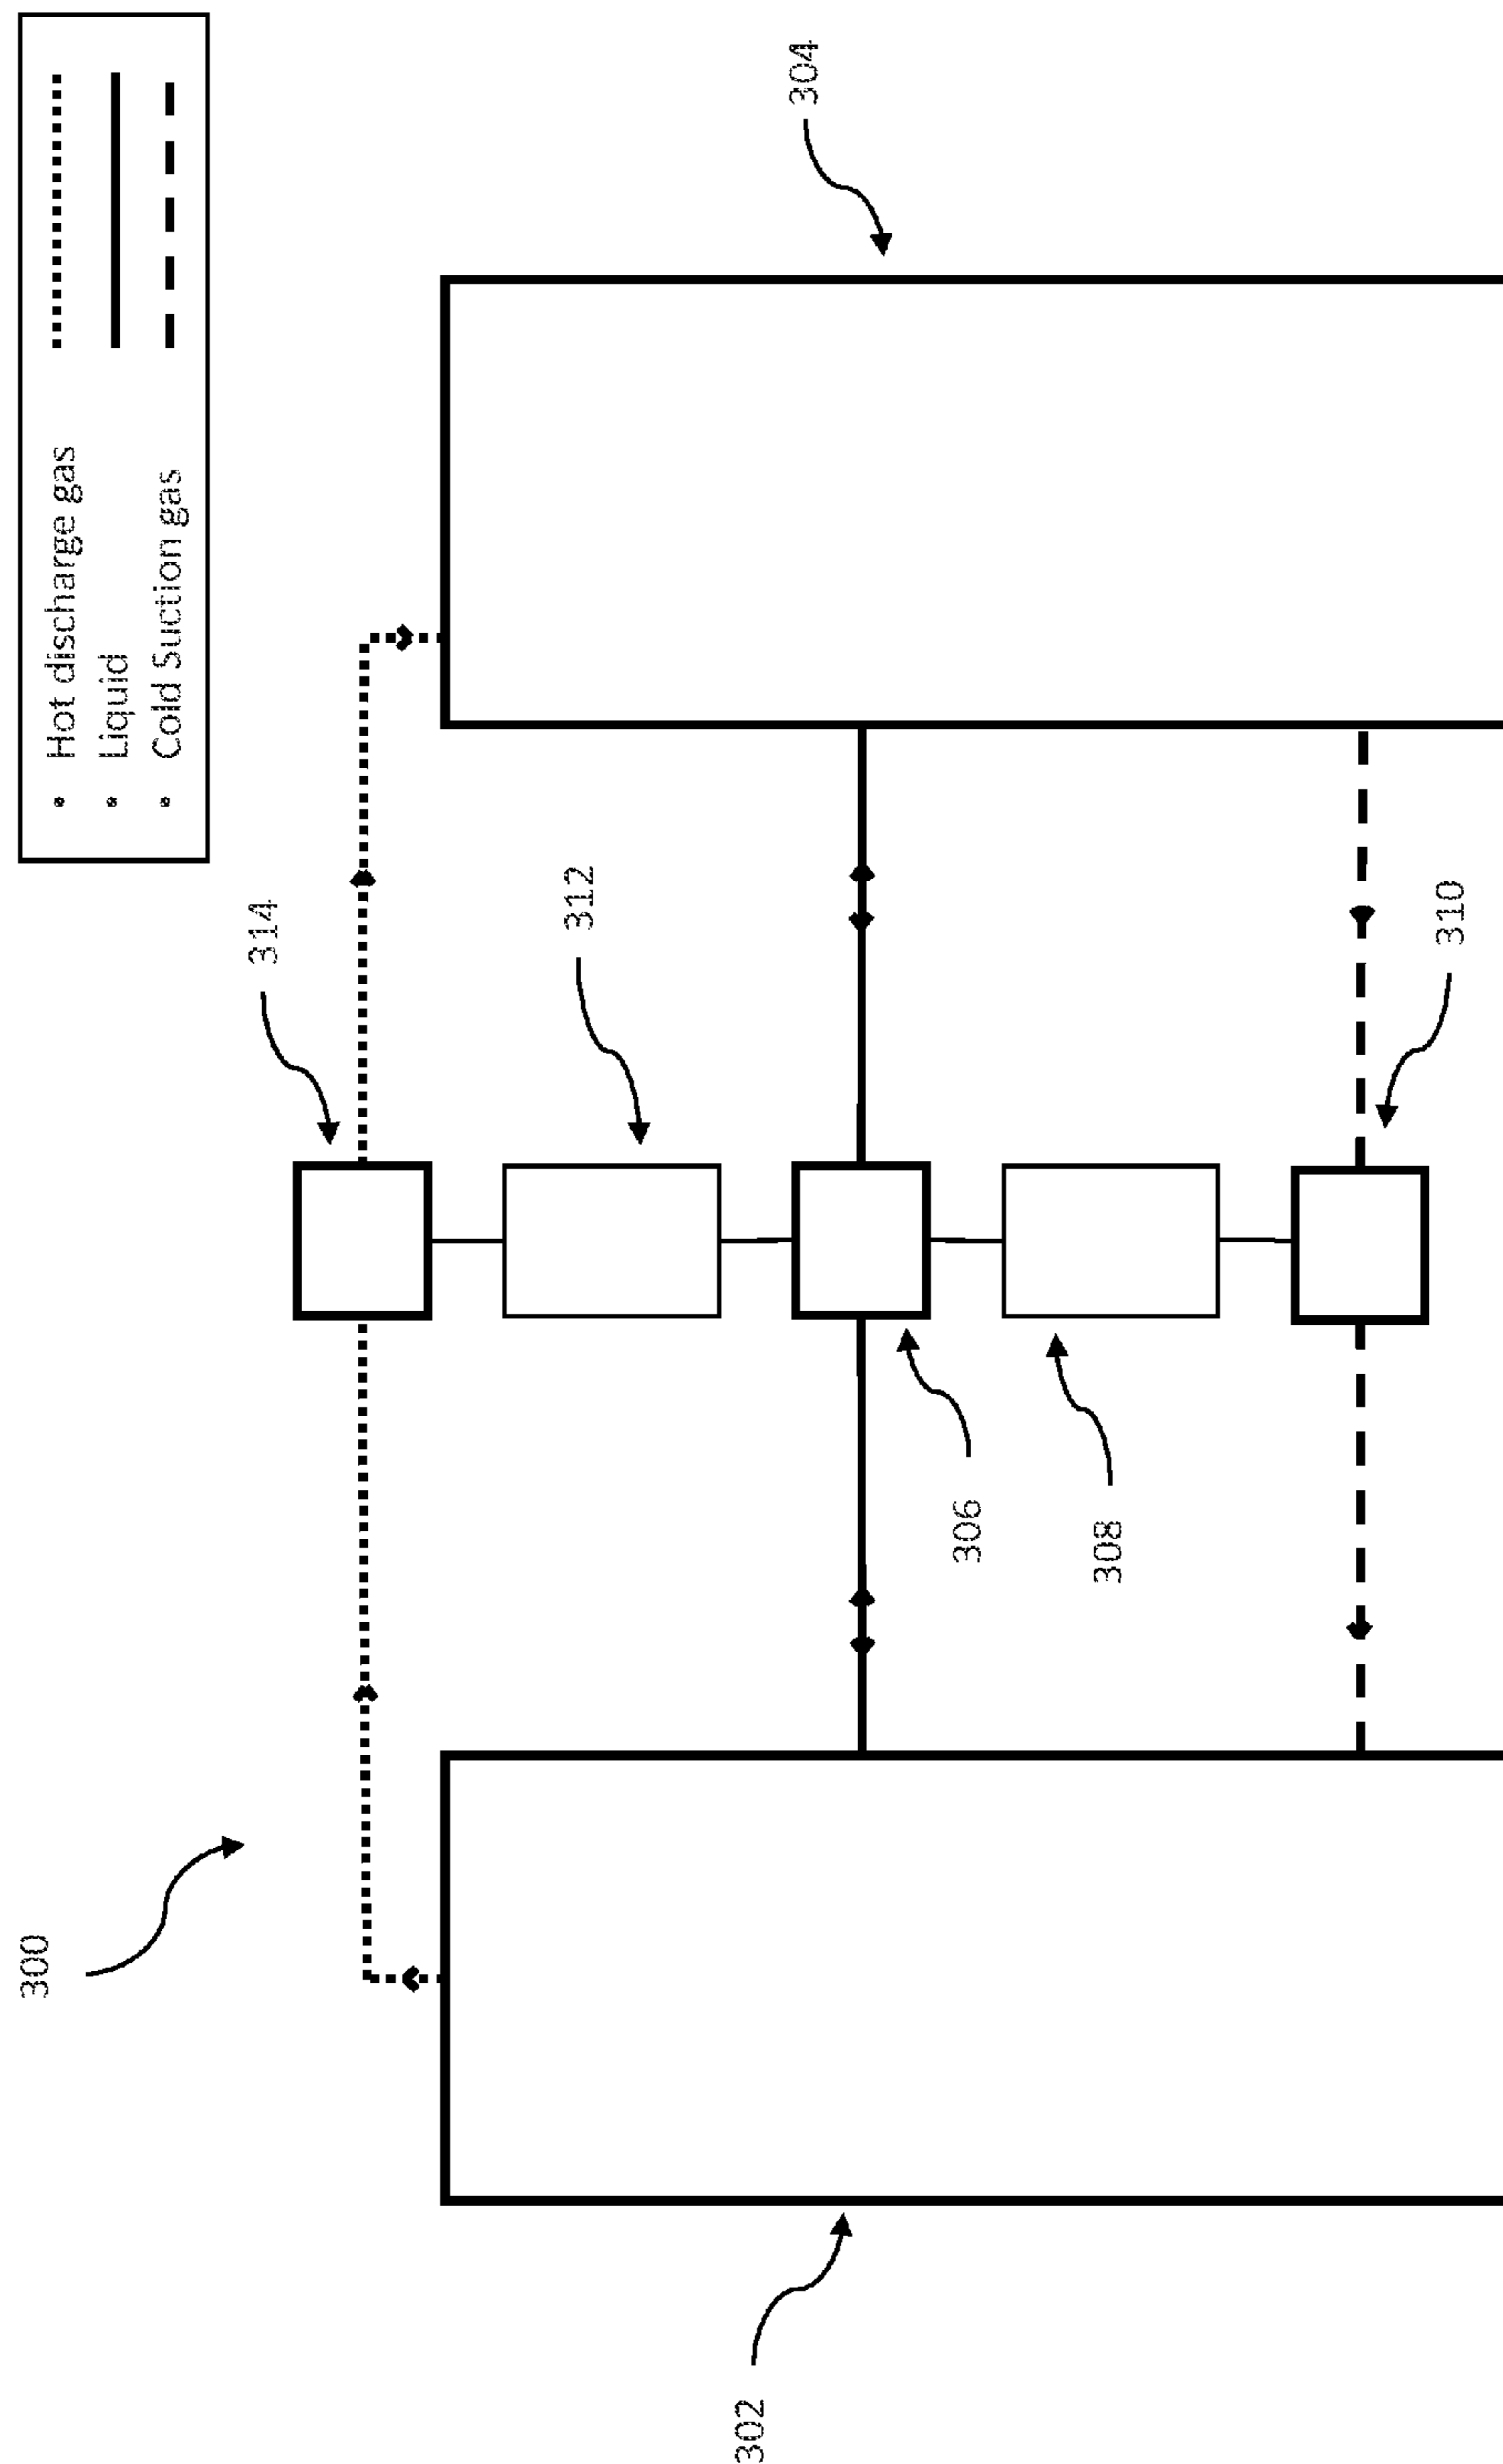 • Hot discharge gas
• Liquid
• Cold Suction gas
300
314
304
312
302
306
308
310